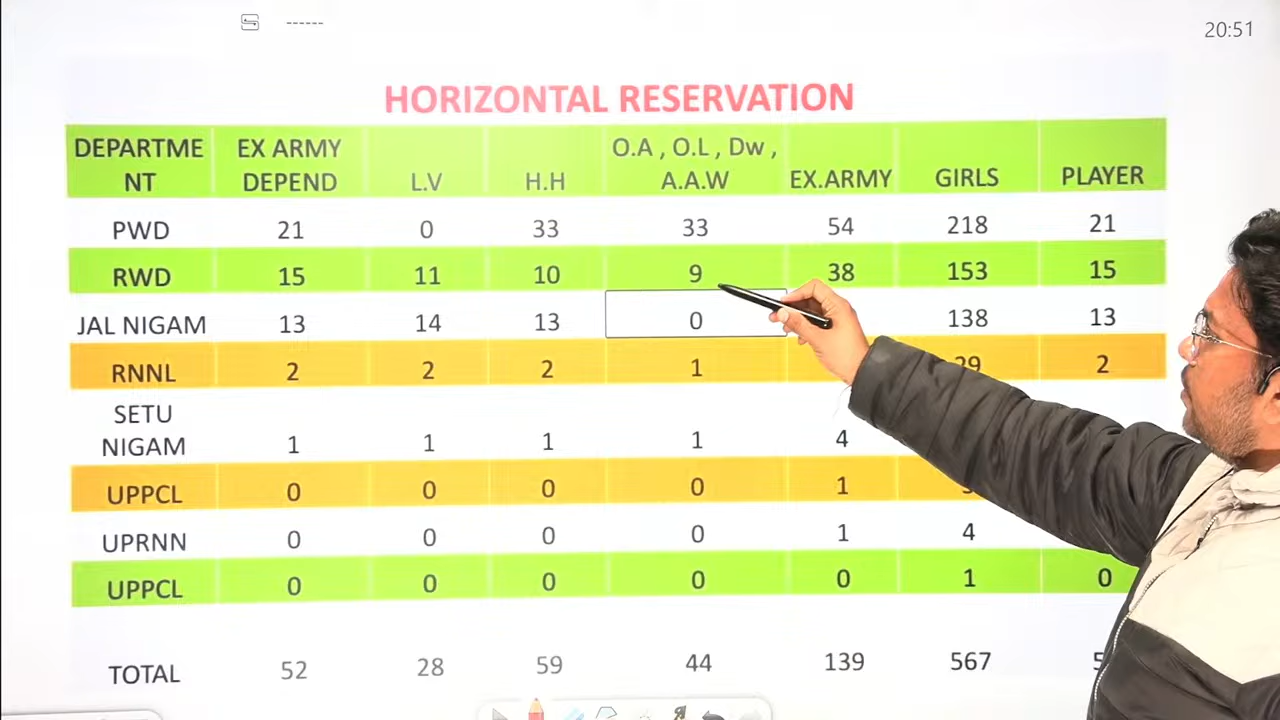 ------
20:51
HORIZONTAL RESERVATION
DEPARTME
NT
EX ARMY
DEPEND
L.V
H.H
O.A , O.L , Dw ,
A.A.W
EX.ARMY
GIRLS
PLAYER
PWD 21 0 33 33 54 218 21
RWD 15 11 10 9 38 153 15
JAL NIGAM 13 14 13 0 138 13
RNNL 2 2 2 1 2
SETU
NIGAM 1 1 1 1 4
UPPCL 0 0 0 0 1
UPRNN 0 0 0 0 1 4
UPPCL 0 0 0 0 0 1 0
TOTAL 52 28 59 44 139 567